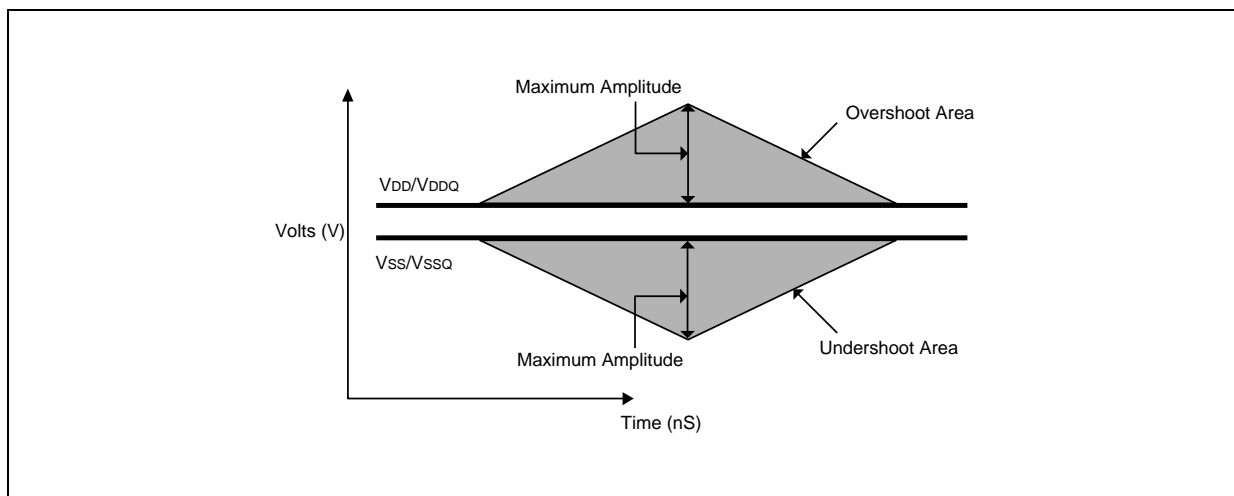 Maximum Amplitude
Overshoot Area
VDD/VDDQ
Volts (V)
VSS/VSSQ
Undershoot Area
Maximum Amplitude
Time (nS)